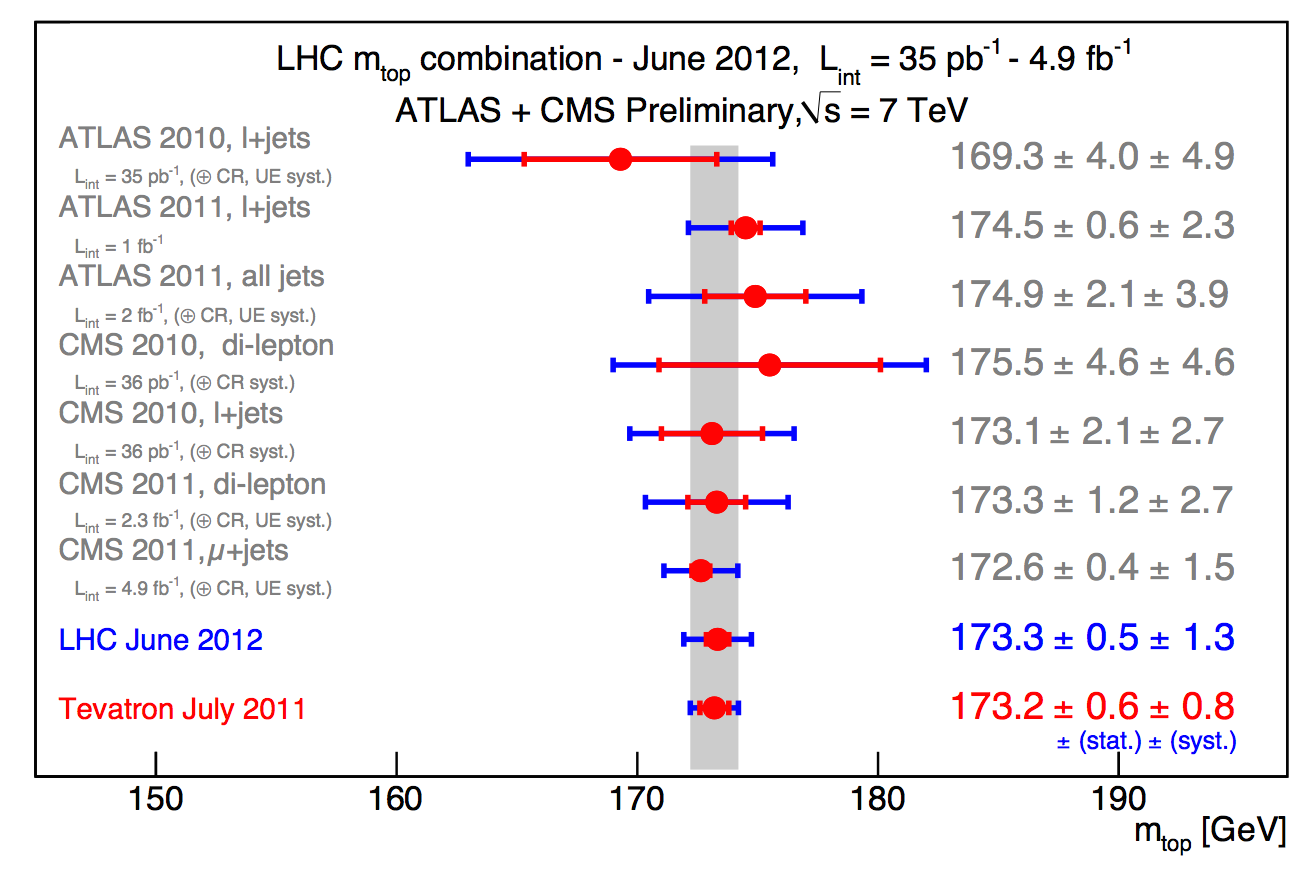 LHC m_top combination - June 2012, L_int = 35 pb⁻¹ - 4.9 fb⁻¹
ATLAS + CMS Preliminary, √s = 7 TeV
ATLAS 2010, l+jets 169.3 ± 4.0 ± 4.9
L_int = 35 pb⁻¹, (⊕ CR, UE syst.)
ATLAS 2011, l+jets 174.5 ± 0.6 ± 2.3
L_int = 1 fb⁻¹
ATLAS 2011, all jets 174.9 ± 2.1 ± 3.9
L_int = 2 fb⁻¹, (⊕ CR, UE syst.)
CMS 2010, di-lepton 175.5 ± 4.6 ± 4.6
L_int = 36 pb⁻¹, (⊕ CR syst.)
CMS 2010, l+jets 173.1 ± 2.1 ± 2.7
L_int = 36 pb⁻¹, (⊕ CR syst.)
CMS 2011, di-lepton 173.3 ± 1.2 ± 2.7
L_int = 2.3 fb⁻¹, (⊕ CR, UE syst.)
CMS 2011, μ+jets 172.6 ± 0.4 ± 1.5
L_int = 4.9 fb⁻¹, (⊕ CR, UE syst.)
LHC June 2012 173.3 ± 0.5 ± 1.3
Tevatron July 2011 173.2 ± 0.6 ± 0.8
± (stat.) ± (syst.)
150 160 170 180 190
m_top [GeV]